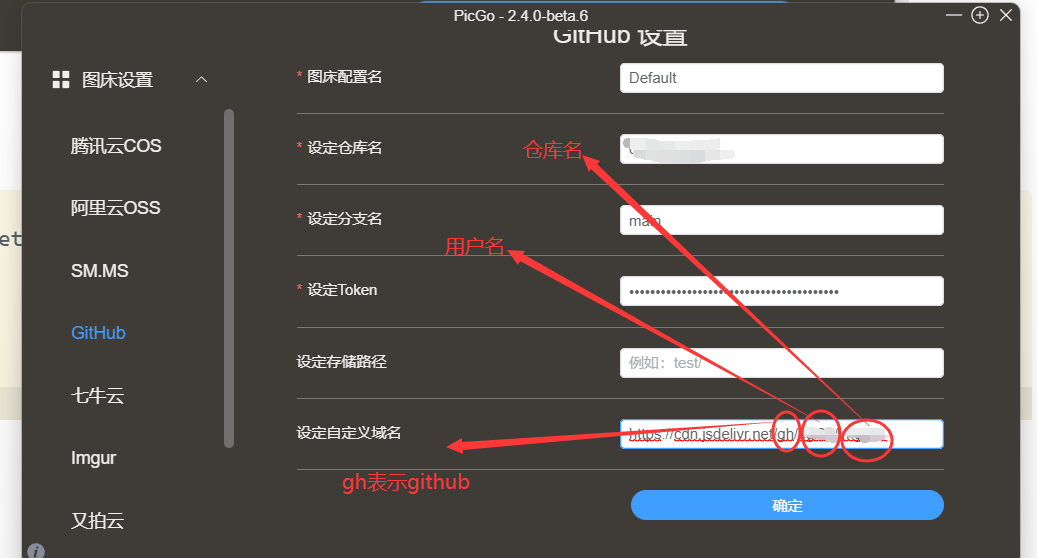 PicGo - 2.4.0-beta.6
GitHub 设置
图床设置
腾讯云COS
阿里云OSS
SM.MS
GitHub
七牛云
Imgur
又拍云
* 图床配置名
Default
* 设定仓库名
仓库名
* 设定分支名
main
用户名
* 设定Token
设定存储路径
例如：test/
设定自定义域名
https://cdn.jsdelivr.net/gh/
gh表示github
确定
et